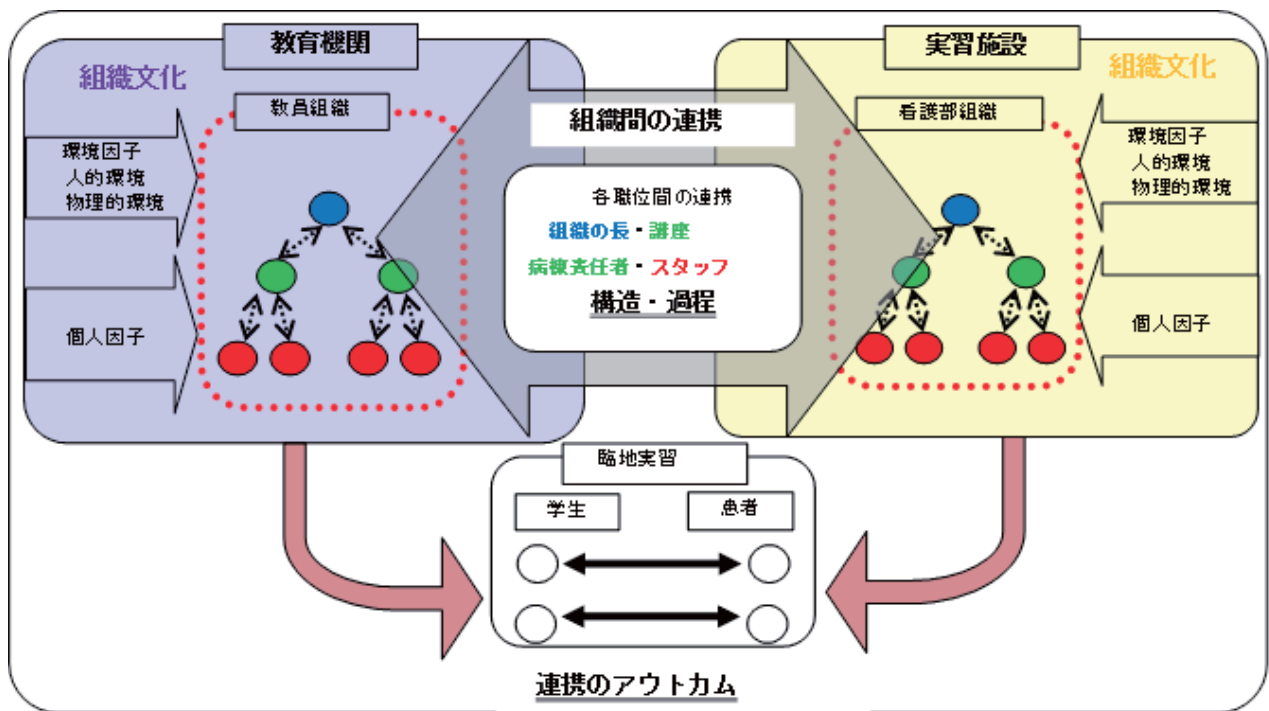 教育機関
組織文化
教員組織
環境因子
人的環境
物理的環境
個人因子
組織間の連携
各職位間の連携
組織の長・講座
病棟責任者・スタッフ
構造・過程
実習施設
組織文化
看護部組織
環境因子
人的環境
物理的環境
個人因子
臨地実習
学生
患者
連携のアウトカム